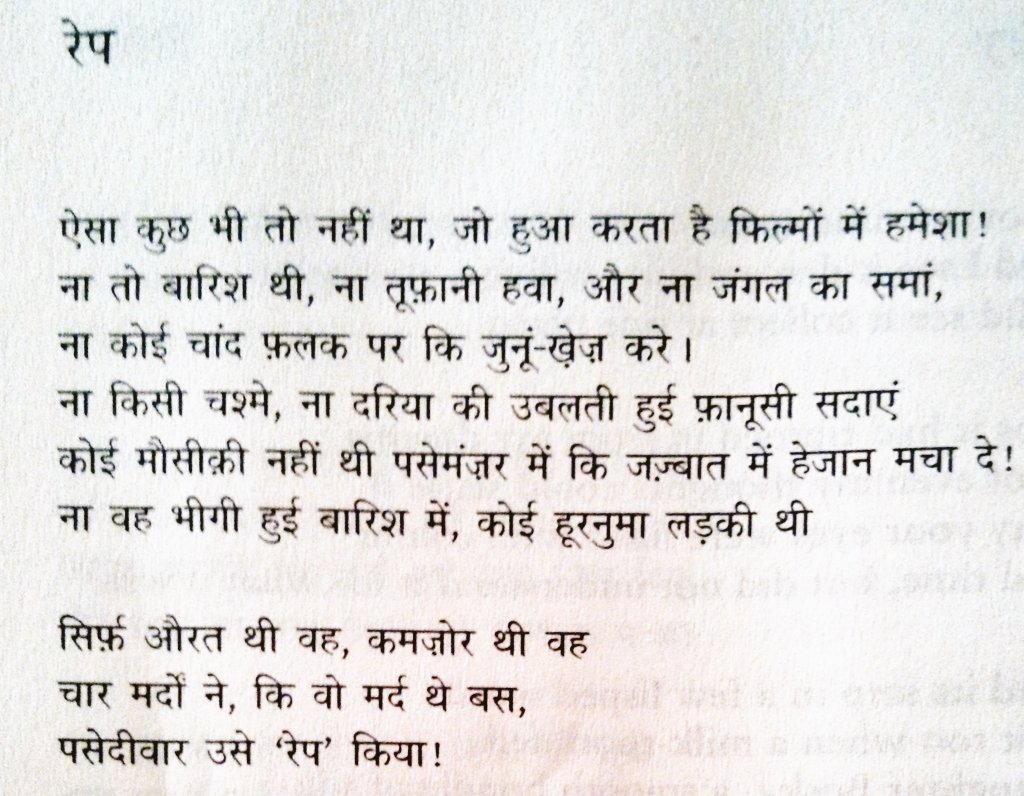 रेप
ऐसा कुछ भी तो नहीं था, जो हुआ करता है फिल्मों में हमेशा!
ना तो बारिश थी, ना तूफ़ानी हवा, और ना जंगल का समां,
ना कोई चांद फ़लक पर कि जुनूं-ख़ेज़ करे।
ना किसी चश्मे, ना दरिया की उबलती हुई फ़ानूसी सदाएं
कोई मौसीक़ी नहीं थी पसेमंज़र में कि जज़्बात में हेजान मचा दे!
ना वह भीगी हुई बारिश में, कोई हूरनुमा लड़की थी
सिर्फ़ औरत थी वह, कमज़ोर थी वह
चार मर्दों ने, कि वो मर्द थे बस,
पसेदीवार उसे ‘रेप’ किया!